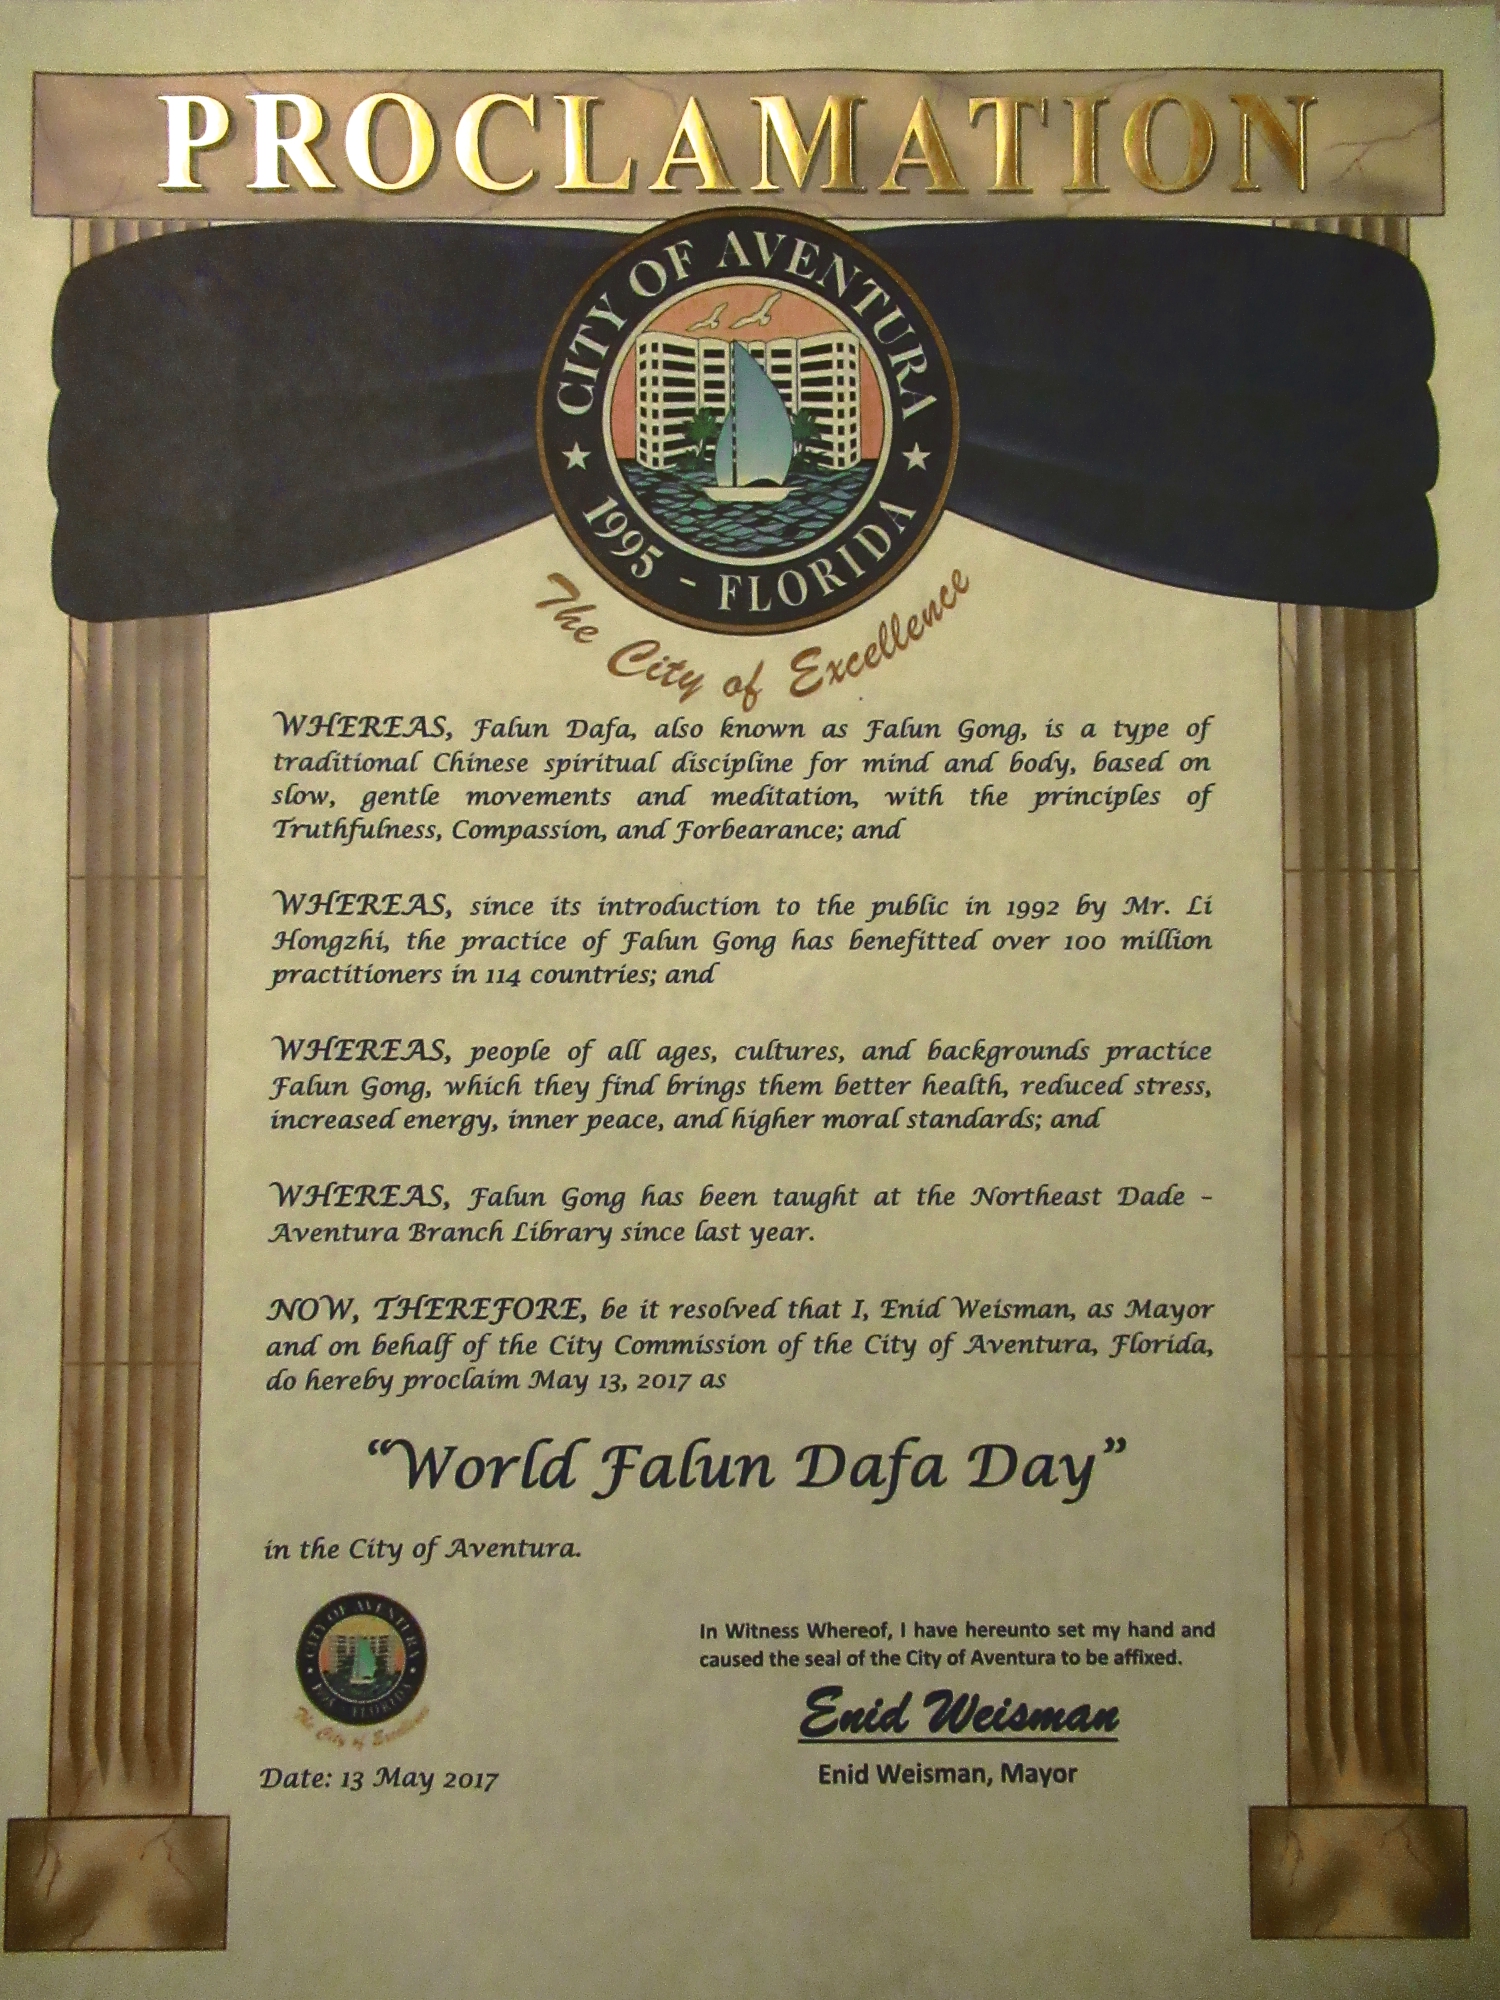 PROCLAMATION
CITY OF AVENTURA
1995 - FLORIDA
The City of Excellence
WHEREAS, Falun Dafa, also known as Falun Gong, is a type of
traditional Chinese spiritual discipline for mind and body, based on
slow, gentle movements and meditation, with the principles of
Truthfulness, Compassion, and Forbearance; and
WHEREAS, since its introduction to the public in 1992 by Mr. Li
Hongzhi, the practice of Falun Gong has benefitted over 100 million
practitioners in 114 countries; and
WHEREAS, people of all ages, cultures, and backgrounds practice
Falun Gong, which they find brings them better health, reduced stress,
increased energy, inner peace, and higher moral standards; and
WHEREAS, Falun Gong has been taught at the Northeast Dade –
Aventura Branch Library since last year.
NOW, THEREFORE, be it resolved that I, Enid Weisman, as Mayor
and on behalf of the City Commission of the City of Aventura, Florida,
do hereby proclaim May 13, 2017 as
“World Falun Dafa Day”
in the City of Aventura.
CITY OF AVENTURA
1995 - FLORIDA
The City of Excellence
Date: 13 May 2017
In Witness Whereof, I have hereunto set my hand and
caused the seal of the City of Aventura to be affixed.
Enid Weisman
Enid Weisman, Mayor